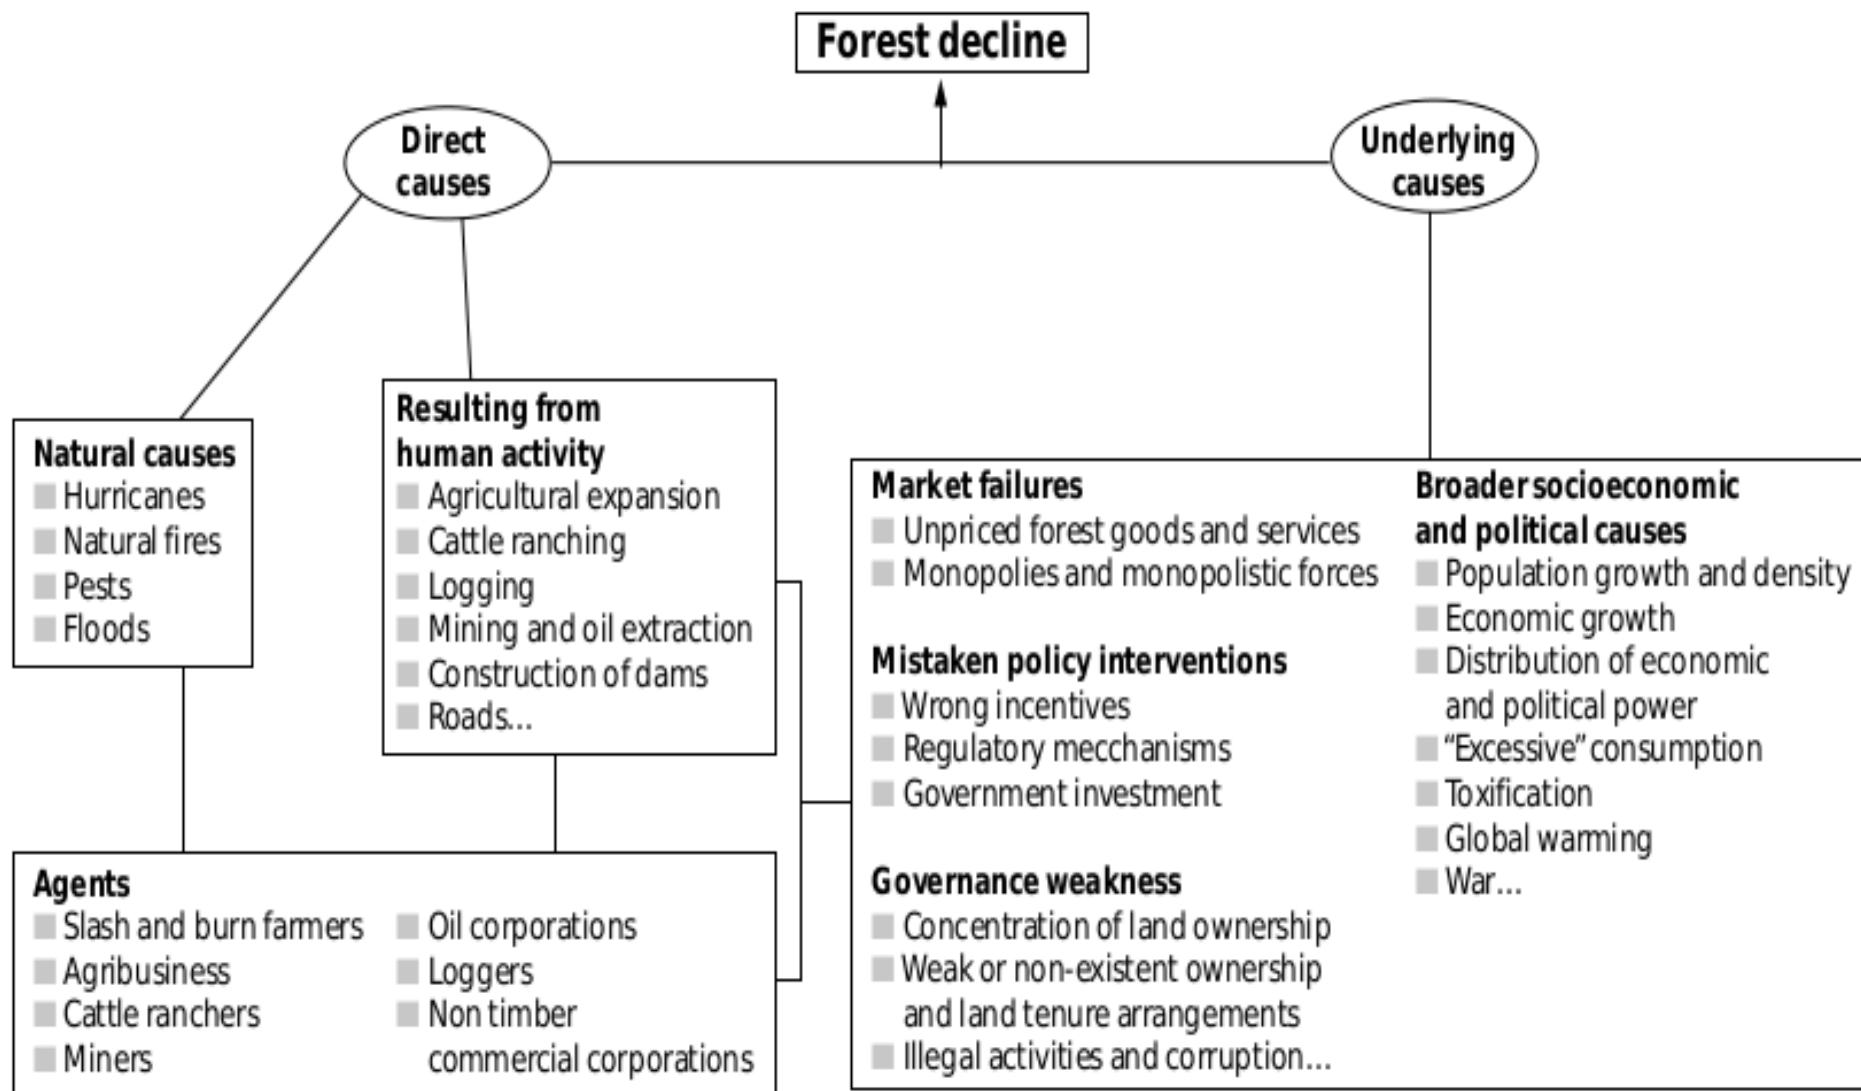 Forest decline
Direct
causes
Underlying
causes
Natural causes
Hurricanes
Natural fires
Pests
Floods
Resulting from
human activity
Agricultural expansion
Cattle ranching
Logging
Mining and oil extraction
Construction of dams
Roads...
Agents
Slash and burn farmers
Agribusiness
Cattle ranchers
Miners
Oil corporations
Loggers
Non timber
commercial corporations
Market failures
Unpriced forest goods and services
Monopolies and monopolistic forces
Mistaken policy interventions
Wrong incentives
Regulatory mecchanisms
Government investment
Governance weakness
Concentration of land ownership
Weak or non-existent ownership
and land tenure arrangements
Illegal activities and corruption...
Broader socioeconomic
and political causes
Population growth and density
Economic growth
Distribution of economic
and political power
“Excessive” consumption
Toxification
Global warming
War...